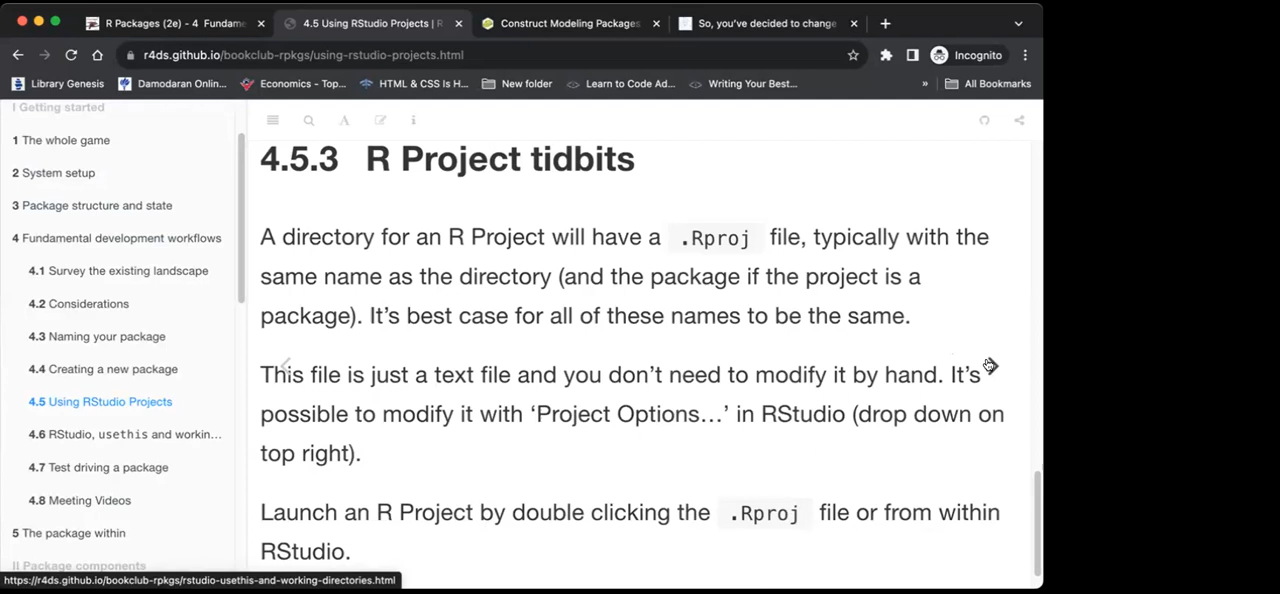 R Packages (2e) - 4 Fundame
4.5 Using RStudio Projects | R
Construct Modeling Packages
So, you've decided to change
r4ds.github.io/bookclub-rpkgs/using-rstudio-projects.html
Incognito
Library Genesis
Damodaran Onlin...
Economics - Top...
HTML & CSS Is H...
New folder
Learn to Code Ad...
Writing Your Best...
»
All Bookmarks
I Getting started
1 The whole game
2 System setup
3 Package structure and state
4 Fundamental development workflows
4.1 Survey the existing landscape
4.2 Considerations
4.3 Naming your package
4.4 Creating a new package
4.5 Using RStudio Projects
4.6 RStudio, usethis and workin...
4.7 Test driving a package
4.8 Meeting Videos
5 The package within
II Package components
4.5.3 R Project tidbits
A directory for an R Project will have a .Rproj file, typically with the
same name as the directory (and the package if the project is a
package). It's best case for all of these names to be the same.
This file is just a text file and you don't need to modify it by hand. It's
possible to modify it with 'Project Options…' in RStudio (drop down on
top right).
Launch an R Project by double clicking the .Rproj file or from within
RStudio.
https://r4ds.github.io/bookclub-rpkgs/rstudio-usethis-and-working-directories.html